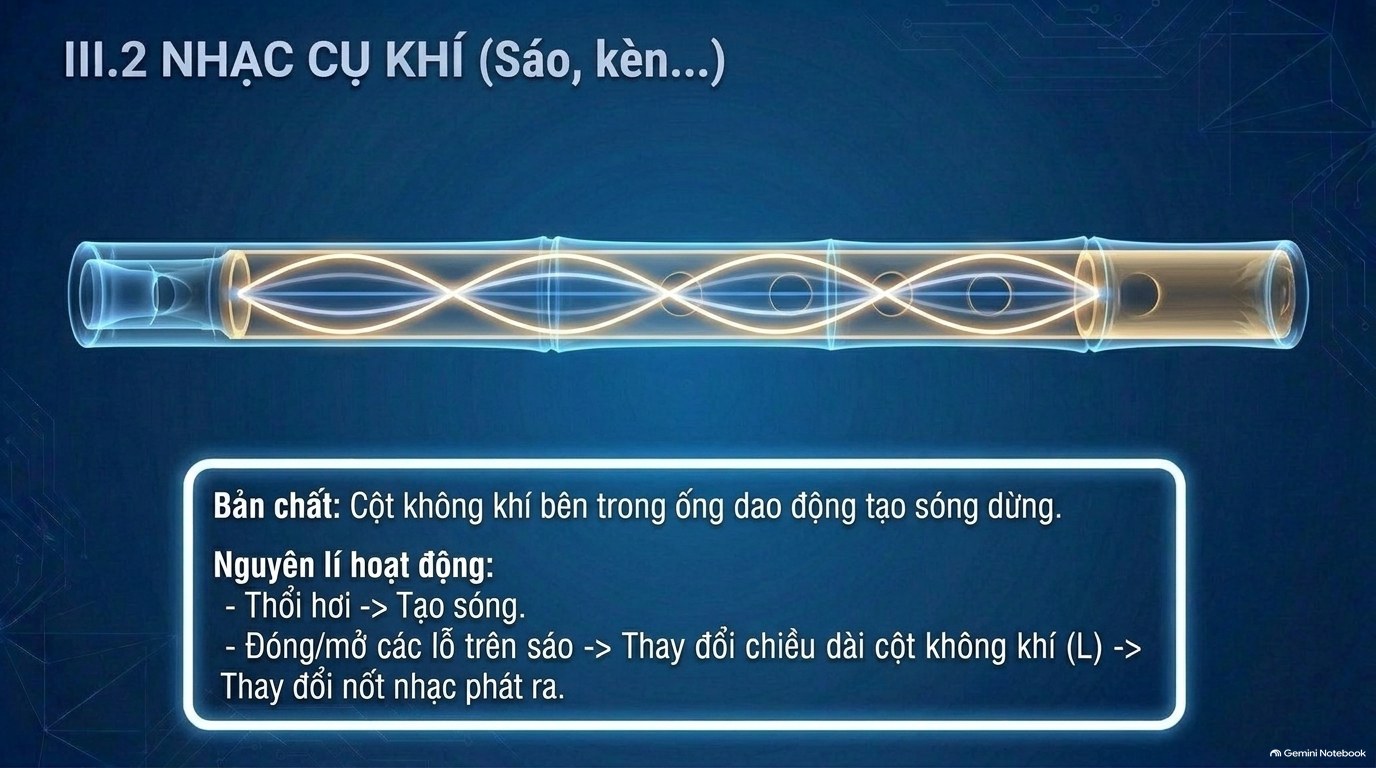 III.2 NHẠC CỤ KHÍ (Sáo, kèn...)
Bản chất: Cột không khí bên trong ống dao động tạo sóng dừng.
Nguyên lí hoạt động:
- Thổi hơi -> Tạo sóng.
- Đóng/mở các lỗ trên sáo -> Thay đổi chiều dài cột không khí (L) ->
Thay đổi nốt nhạc phát ra.
Gemini Notebook